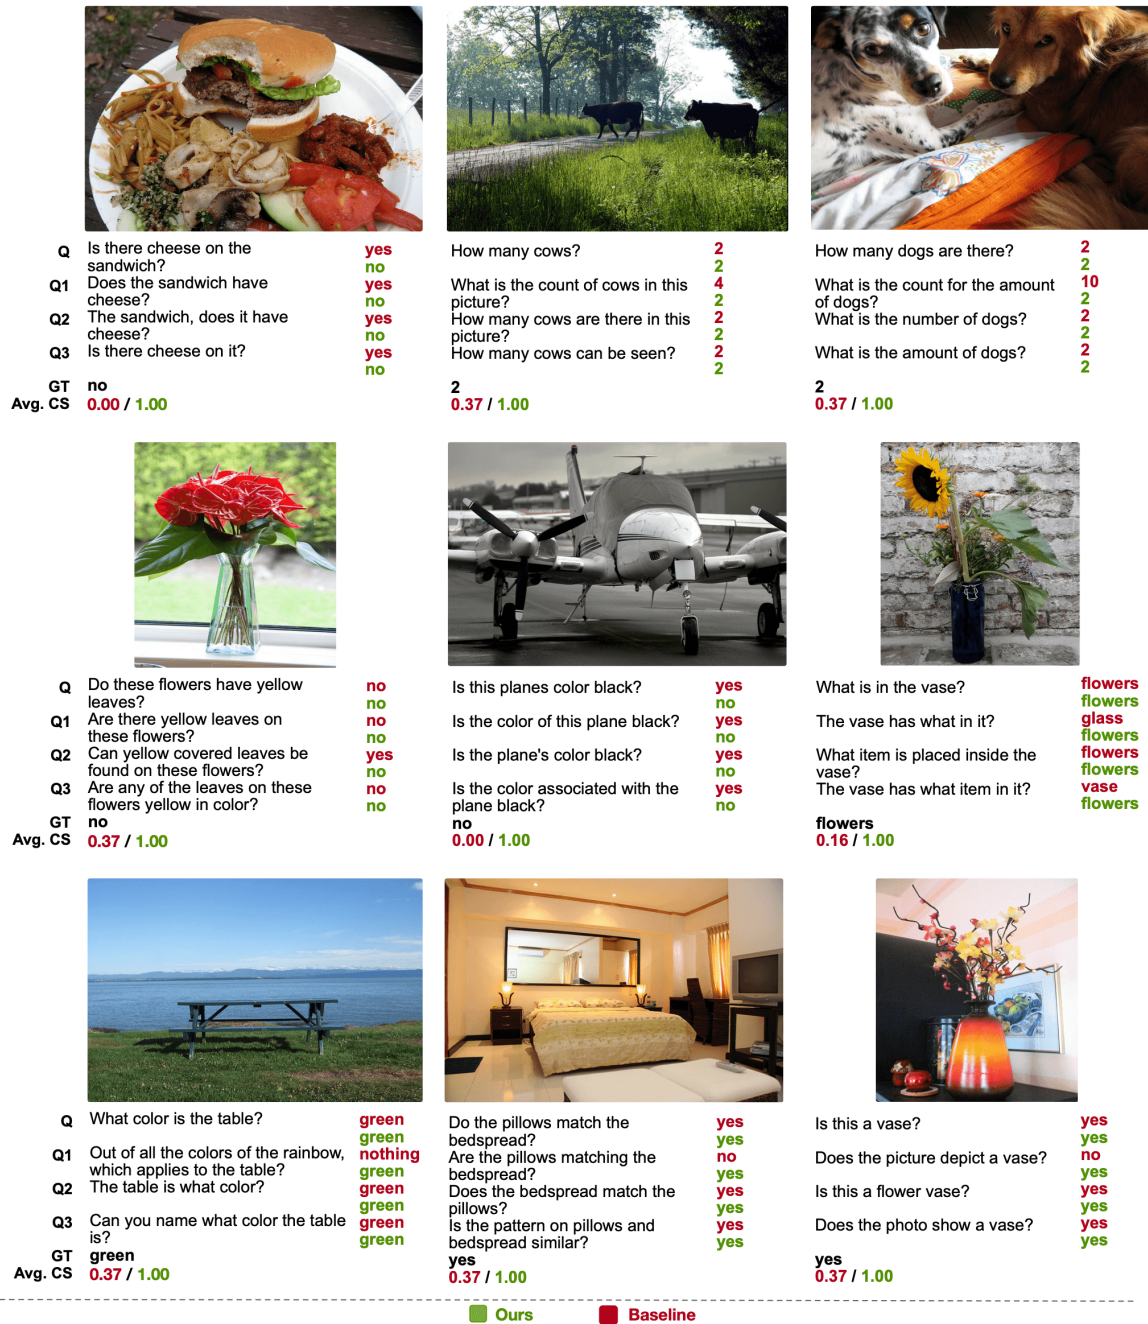 Q Is there cheese on the yes
sandwich? no
Q1 Does the sandwich have yes
cheese? no
Q2 The sandwich, does it have yes
cheese? no
Q3 Is there cheese on it? yes
no
GT no
Avg. CS 0.00 / 1.00
How many cows? 2
2
What is the count of cows in this 4
picture? 2
How many cows are there in this 2
picture? 2
How many cows can be seen? 2
2
2
0.37 / 1.00
How many dogs are there? 2
2
What is the count for the amount 10
of dogs? 2
What is the number of dogs? 2
2
What is the amount of dogs? 2
2
2
0.37 / 1.00
Q Do these flowers have yellow no
leaves? no
Q1 Are there yellow leaves on no
these flowers? no
Q2 Can yellow covered leaves be yes
found on these flowers? no
Q3 Are any of the leaves on these no
flowers yellow in color? no
GT no
Avg. CS 0.37 / 1.00
Is this planes color black? yes
no
Is the color of this plane black? yes
no
Is the plane's color black? yes
no
Is the color associated with the yes
plane black? no
no
0.00 / 1.00
What is in the vase? flowers
flowers
The vase has what in it? glass
flowers
What item is placed inside the flowers
vase? flowers
The vase has what item in it? vase
flowers
flowers
0.16 / 1.00
Q What color is the table? green
green
Q1 Out of all the colors of the rainbow, nothing
which applies to the table? green
Q2 The table is what color? green
green
Q3 Can you name what color the table green
is? green
GT green
Avg. CS 0.37 / 1.00
Do the pillows match the yes
bedspread? yes
Are the pillows matching the no
bedspread? yes
Does the bedspread match the yes
pillows? yes
Is the pattern on pillows and yes
bedspread similar? yes
yes
0.37 / 1.00
Is this a vase? yes
yes
Does the picture depict a vase? no
yes
Is this a flower vase? yes
yes
Does the photo show a vase? yes
yes
yes
0.37 / 1.00
Ours Baseline